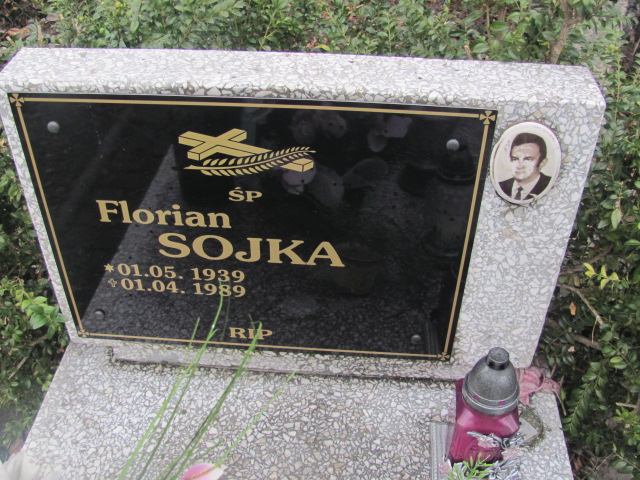 ŚP
Florian
SOJKA
* 01.05. 1939
✝ 01.04. 1989
RIP